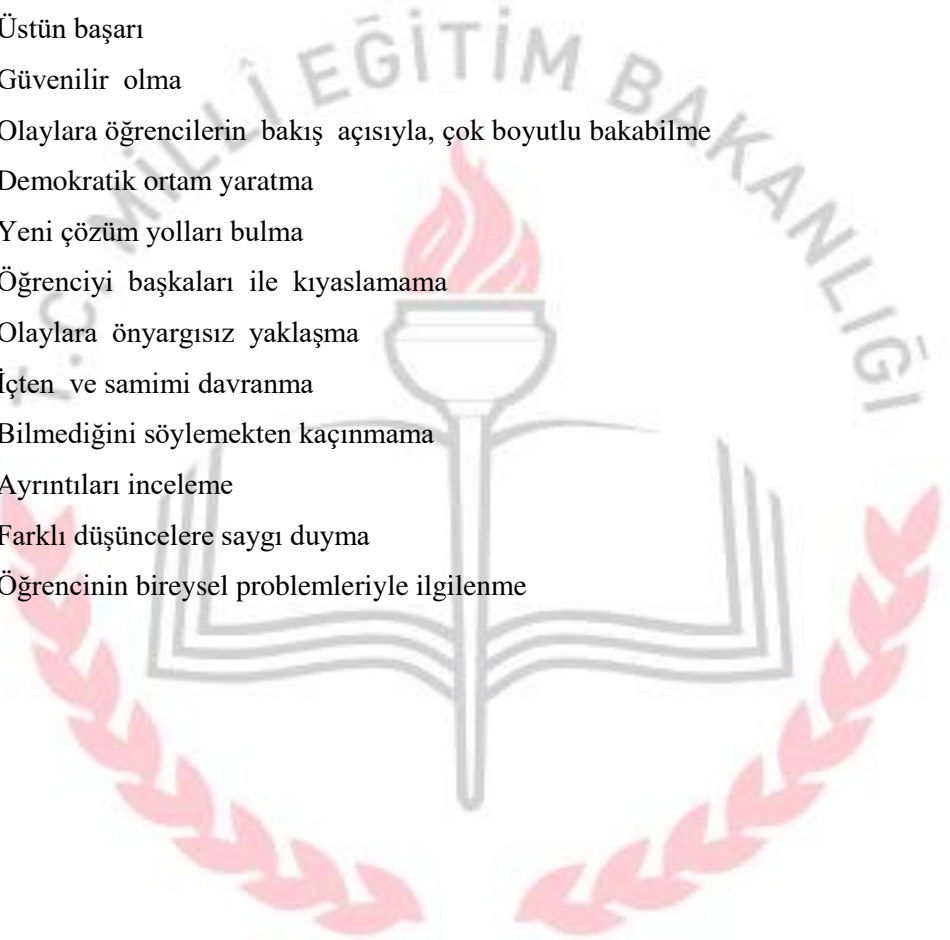 Üstün başarı
Güvenilir olma
Olaylara öğrencilerin bakış açısıyla, çok boyutlu bakabilme
Demokratik ortam yaratma
Yeni çözüm yolları bulma
Öğrenciyi başkaları ile kıyaslamama
Olaylara önyargısız yaklaşma
İçten ve samimi davranma
Bilmediğini söylemekten kaçınmama
Ayrıntıları inceleme
Farklı düşüncelere saygı duyma
Öğrencinin bireysel problemleriyle ilgilenme
T.C. MİLLÎ EĞİTİM BAKANLIĞI